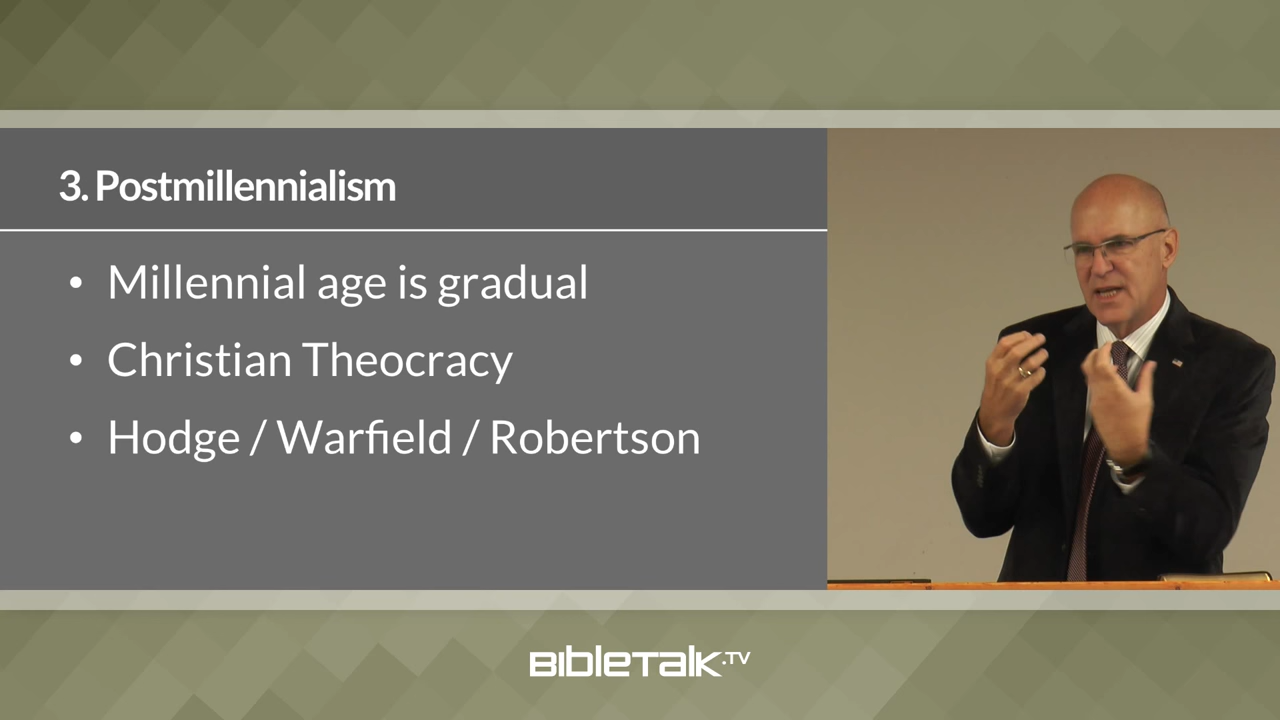 3. Postmillennialism
• Millennial age is gradual
• Christian Theocracy
• Hodge / Warfield / Robertson
BibleTalk.TV